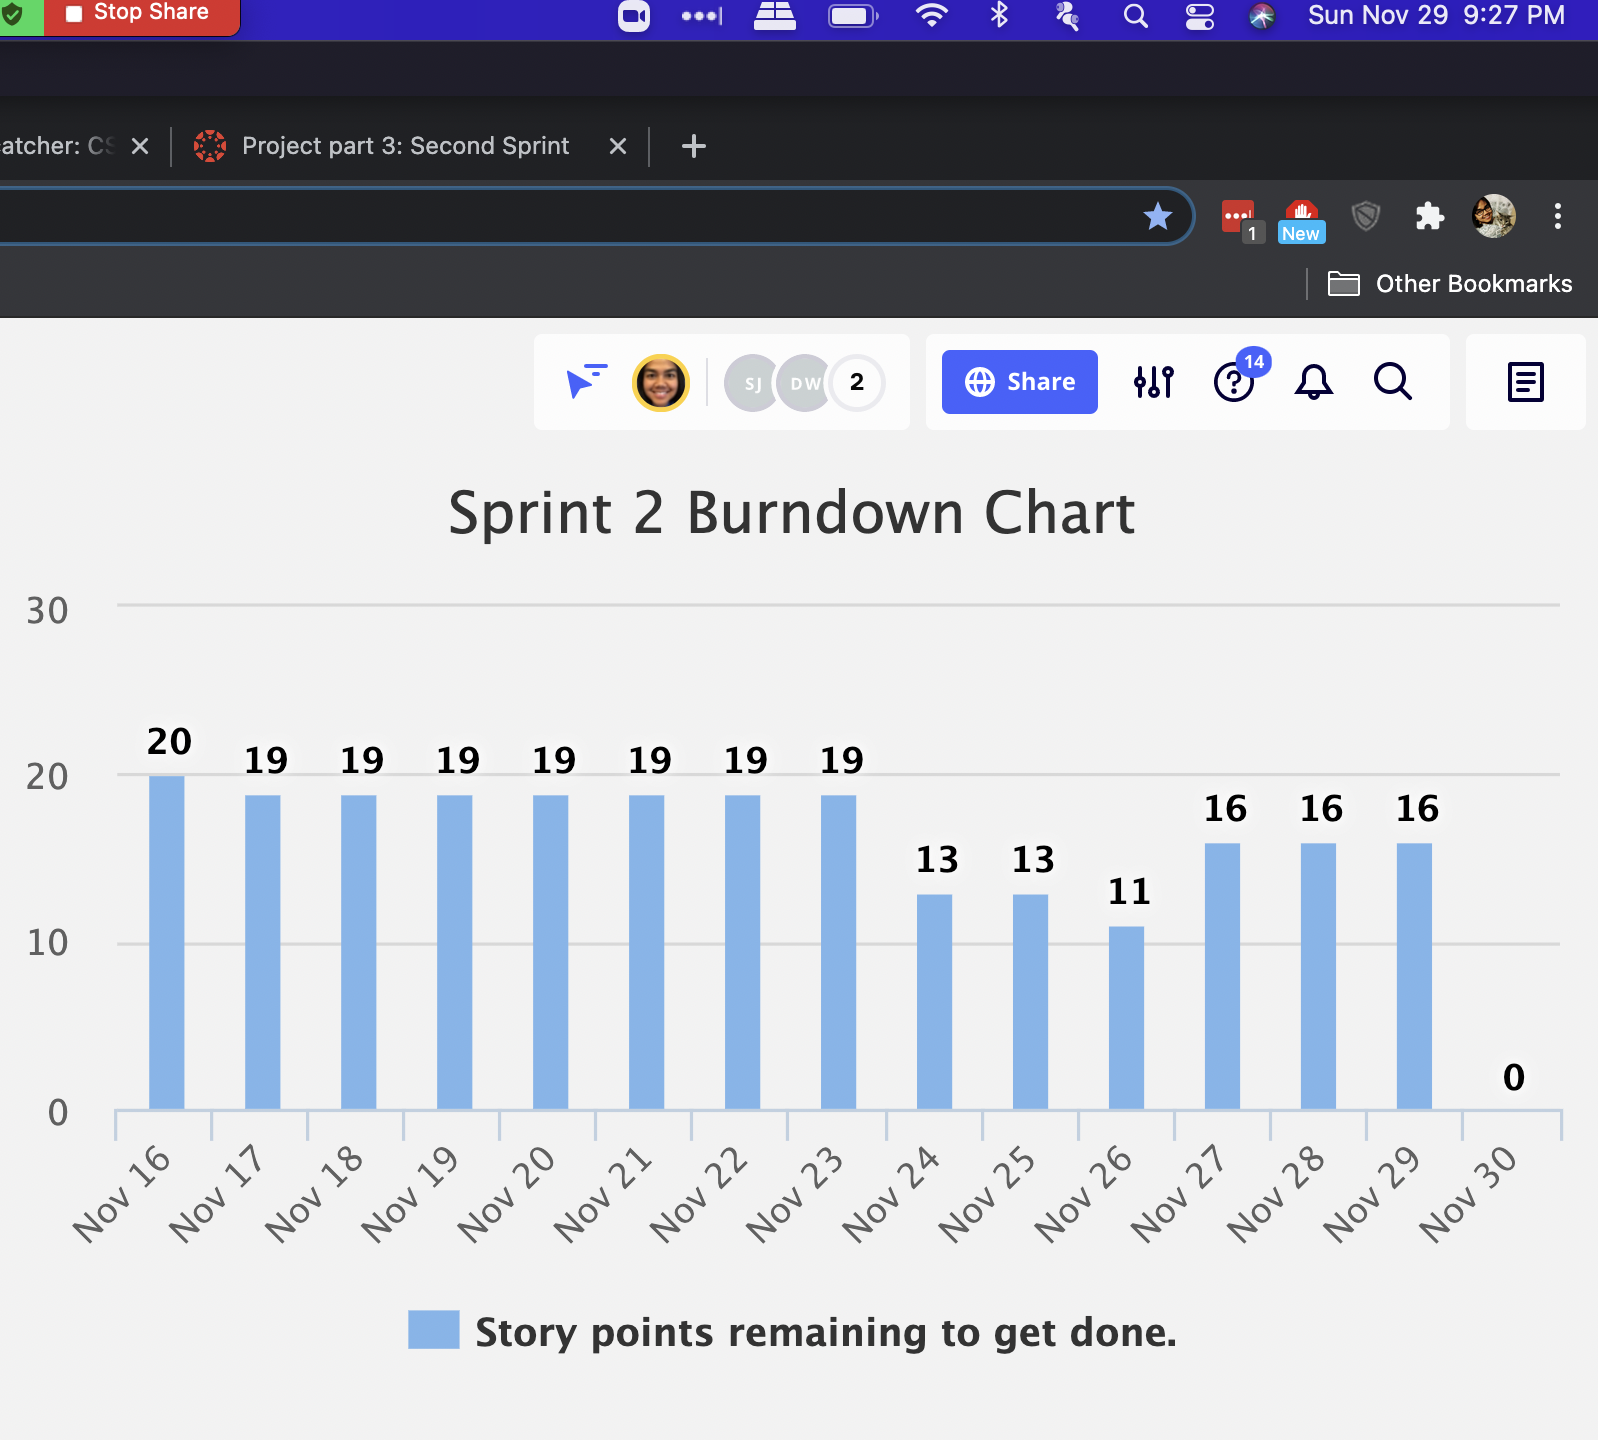 Stop Share
Sun Nov 29 9:27 PM
atcher: CS
Project part 3: Second Sprint
1
New
Other Bookmarks
SJ DW 2
Share
14
Sprint 2 Burndown Chart
30
20
10
0
20 19 19 19 19 19 19 19 13 13 11 16 16 16 0
Nov 16 Nov 17 Nov 18 Nov 19 Nov 20 Nov 21 Nov 22 Nov 23 Nov 24 Nov 25 Nov 26 Nov 27 Nov 28 Nov 29 Nov 30
Story points remaining to get done.